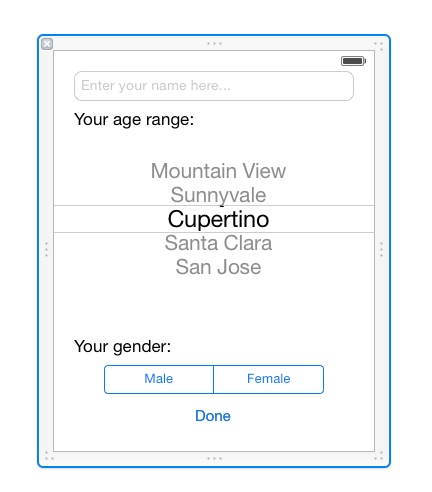 Enter your name here...
Your age range:
Mountain View
Sunnyvale
Cupertino
Santa Clara
San Jose
Your gender:
Male Female
Done